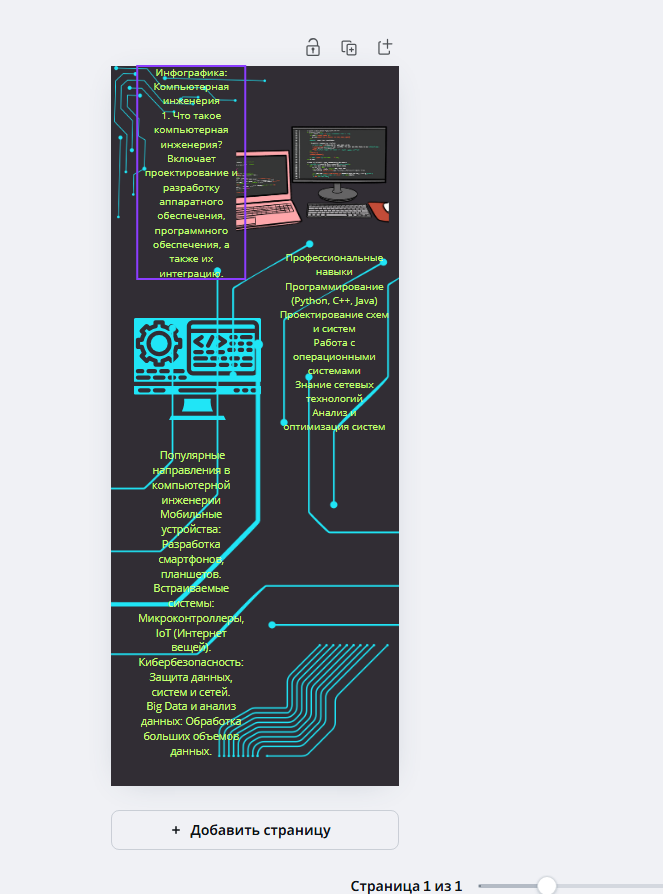 Инфографика:
Компьютерная
инженерия
1. Что такое
компьютерная
инженерия?
Включает
проектирование и
разработку
аппаратного
обеспечения,
программного
обеспечения, а
также их
интеграцию.
Профессиональные
навыки
Программирование
(Python, C++, Java)
Проектирование схем
и систем
Работа с
операционными
системами
Знание сетевых
технологий
Анализ и
оптимизация систем
</>
Популярные
направления в
компьютерной
инженерии
Мобильные
устройства:
Разработка
смартфонов,
планшетов.
Встраиваемые
системы:
Микроконтроллеры,
IoT (Интернет
вещей).
Кибербезопасность:
Защита данных,
систем и сетей.
Big Data и анализ
данных: Обработка
больших объемов
данных.
+ Добавить страницу
Страница 1 из 1